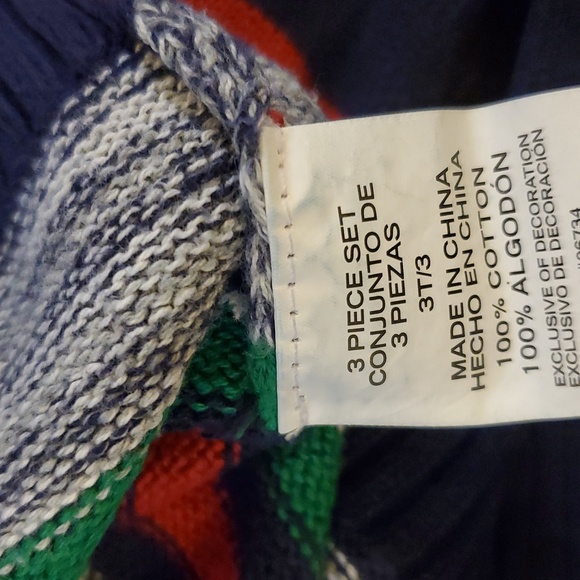 3 PIECE SET
CONJUNTO DE
3 PIEZAS
3T/3
MADE IN CHINA
HECHO EN CHINA
100% COTTON
100% ALGODÓN
EXCLUSIVE OF DECORATION
EXCLUSIVO DE DECORACIÓN